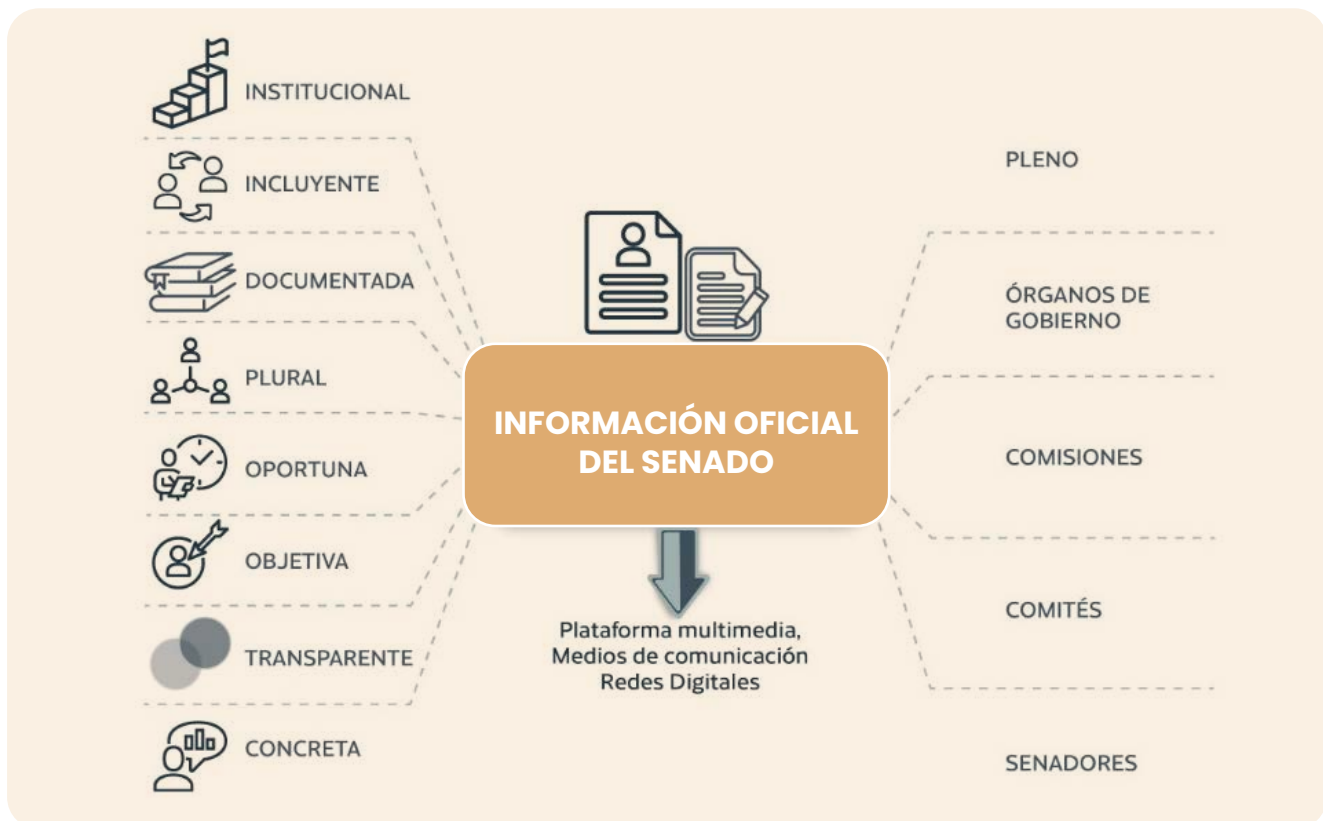 INSTITUCIONAL
INCLUYENTE
DOCUMENTADA
PLURAL
OPORTUNA
OBJETIVA
TRANSPARENTE
CONCRETA
INFORMACIÓN OFICIAL
DEL SENADO
Plataforma multimedia,
Medios de comunicación
Redes Digitales
PLENO
ÓRGANOS DE
GOBIERNO
COMISIONES
COMITÉS
SENADORES